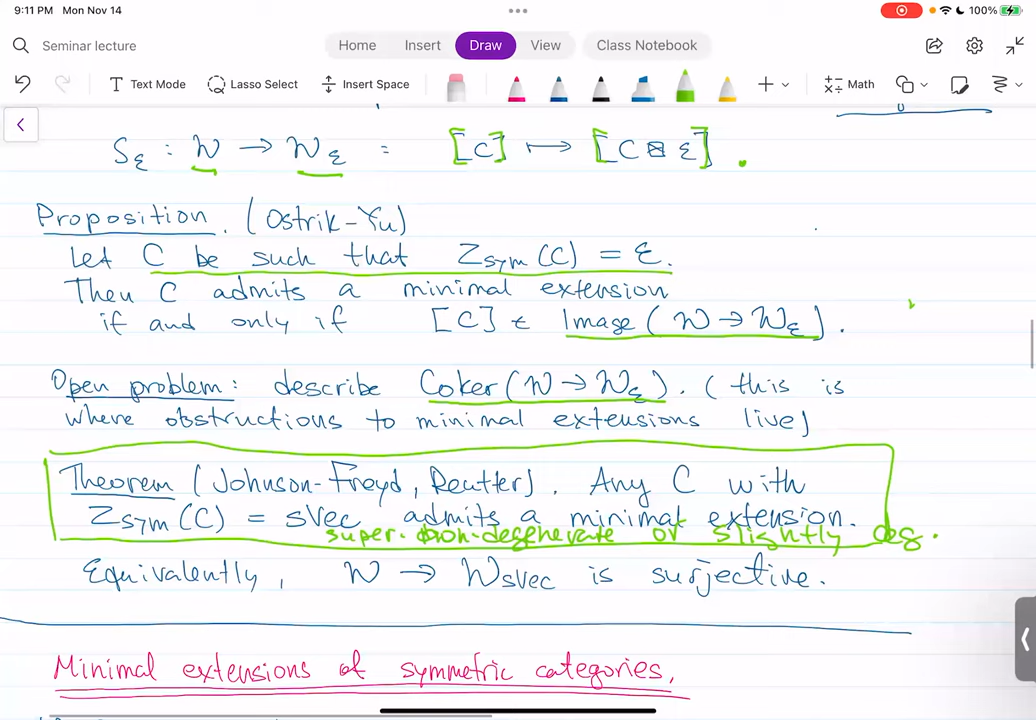 9:11 PM Mon Nov 14
100%
Seminar lecture
Home Insert Draw View Class Notebook
Text Mode Lasso Select Insert Space Math
S_ε : W → W_ε = [C] ↦ [C ⊠ ε].
Proposition. (Ostrik-Yu)
Let C be such that Z_sym(C) = ε.
Then C admits a minimal extension
if and only if [C] ∈ Image(W → W_ε).
Open problem: describe Coker(W → W_ε). (this is
where obstructions to minimal extensions live)
Theorem (Johnson-Freyd, Reutter). Any C with
Z_sym(C) = sVec admits a minimal extension.
super-non-degenerate or slightly deg.
Equivalently, W → W_sVec is surjective.
Minimal extensions of symmetric categories.